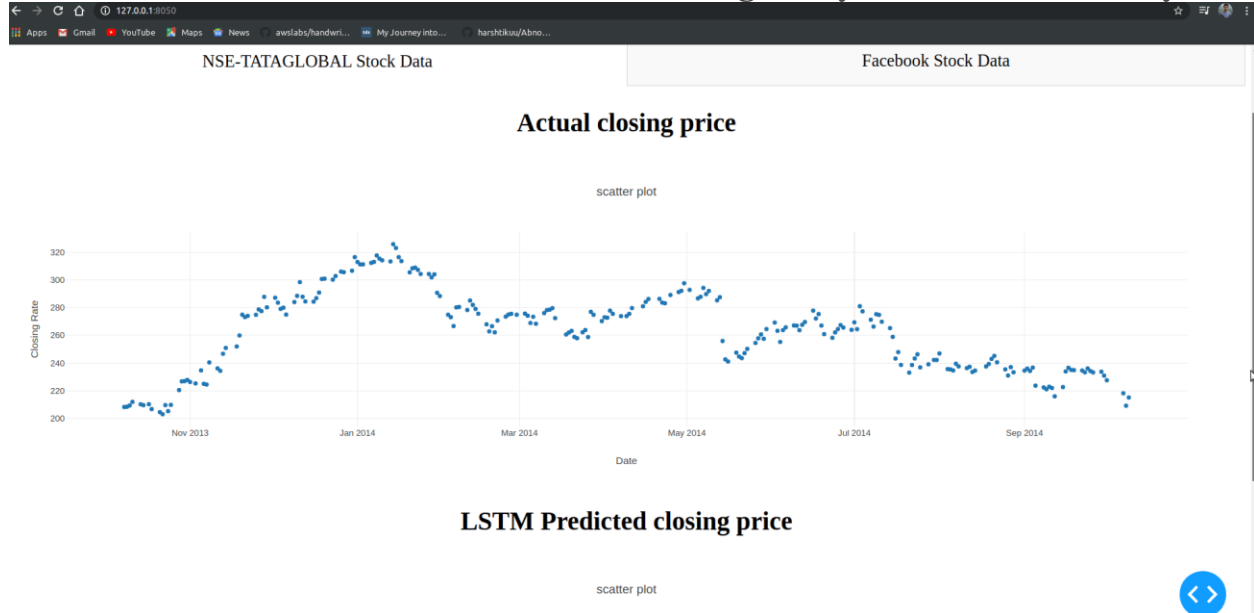 127.0.0.1:8050
Apps Gmail YouTube Maps News awslabs/handwri... My Journey into... harshtikuu/Abno...
NSE-TATAGLOBAL Stock Data Facebook Stock Data
Actual closing price
scatter plot
320
300
280
260
240
220
200
Closing Rate
Nov 2013 Jan 2014 Mar 2014 May 2014 Jul 2014 Sep 2014
Date
LSTM Predicted closing price
scatter plot